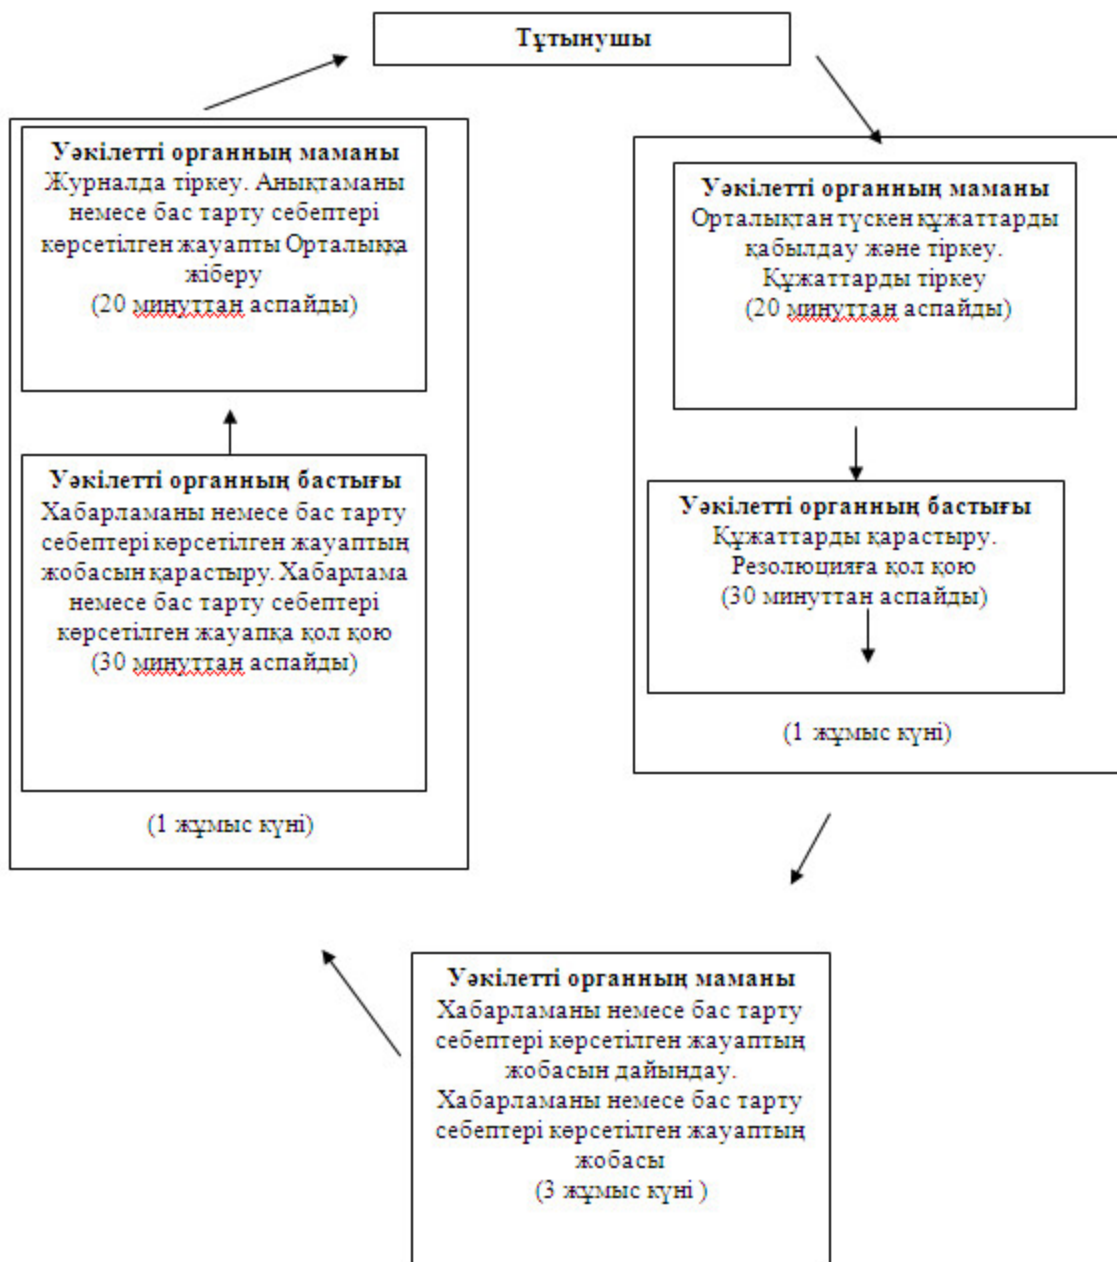 Тұтынушы
Уәкілетті органның маманы
Журналда тіркеу. Анықтаманы
немесе бас тарту себептері
көрсетілген жауапты Орталыққа
жіберу
(20 минуттан аспайды)
Уәкілетті органның бастығы
Хабарламаны немесе бас тарту
себептері көрсетілген жауаптың
жобасын қарастыру. Хабарлама
немесе бас тарту себептері
көрсетілген жауапқа қол қою
(30 минуттан аспайды)
(1 жұмыс күні)
Уәкілетті органның маманы
Орталықтан түскен құжаттарды
қабылдау және тіркеу.
Құжаттарды тіркеу
(20 минуттан аспайды)
Уәкілетті органның бастығы
Құжаттарды қарастыру.
Резолюцияға қол қою
(30 минуттан аспайды)
(1 жұмыс күні)
Уәкілетті органның маманы
Хабарламаны немесе бас тарту
себептері көрсетілген жауаптың
жобасын дайындау.
Хабарламаны немесе бас тарту
себептері көрсетілген жауаптың
жобасы
(3 жұмыс күні )